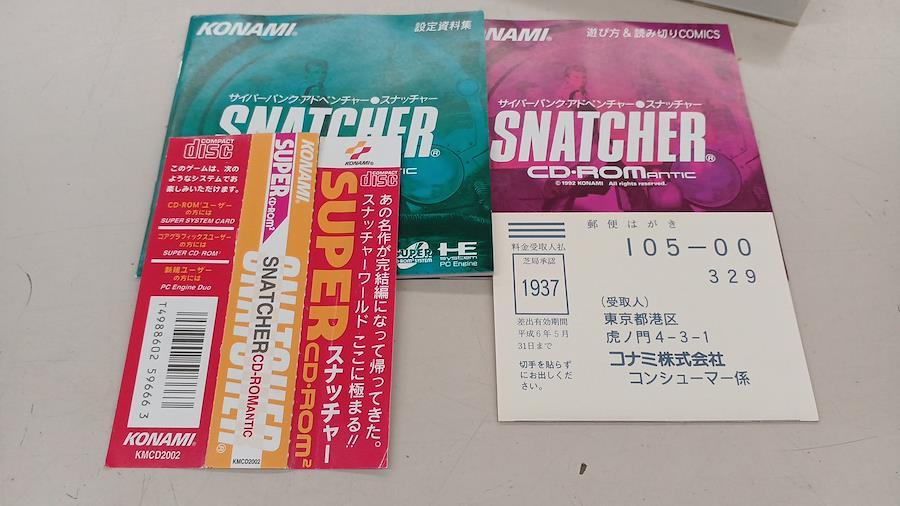 KONAMI®
設定資料集
サイバーパンク・アドベンチャー●スナッチャー
SNATCHER®
SUPER
CD-ROM² SYSTEM
HE
SYSTEM
PC Engine
NAMI®
遊び方&読み切りCOMICS
サイバーパンク・アドベンチャー●スナッチャー
SNATCHER®
CD-ROMANTIC
© 1992 KONAMI All rights reserved.
COMPACT
disc
このゲームは、次の
ようなシステムでお
楽しみいただけます。
CD-ROM²ユーザー
の方には
SUPER SYSTEM CARD
コアグラフィックスユーザー
の方には
SUPER CD-ROM²
新規ユーザー
の方には
PC Engine Duo
T4988602 59666 3
KONAMI®
KMCD2002
KONAMI®
SUPER
CD-ROM²
SNATCHER
SNATCHER CD-ROMANTIC
SNATCHER®
KMCD2002
KONAMI®
COMPACT
disc
あの名作が完結編になって帰ってきた。
スナッチャーワールド ここに極まる!!
SUPER CD-ROM²
スナッチャー
郵便はがき
料金受取人払
芝局承認
1937
差出有効期間
平成6年5月
31日まで
切手を貼らず
にお出しくだ
さい。
105-00
329
(受取人)
東京都港区
虎ノ門4-3-1
コナミ株式会社
コンシューマー係